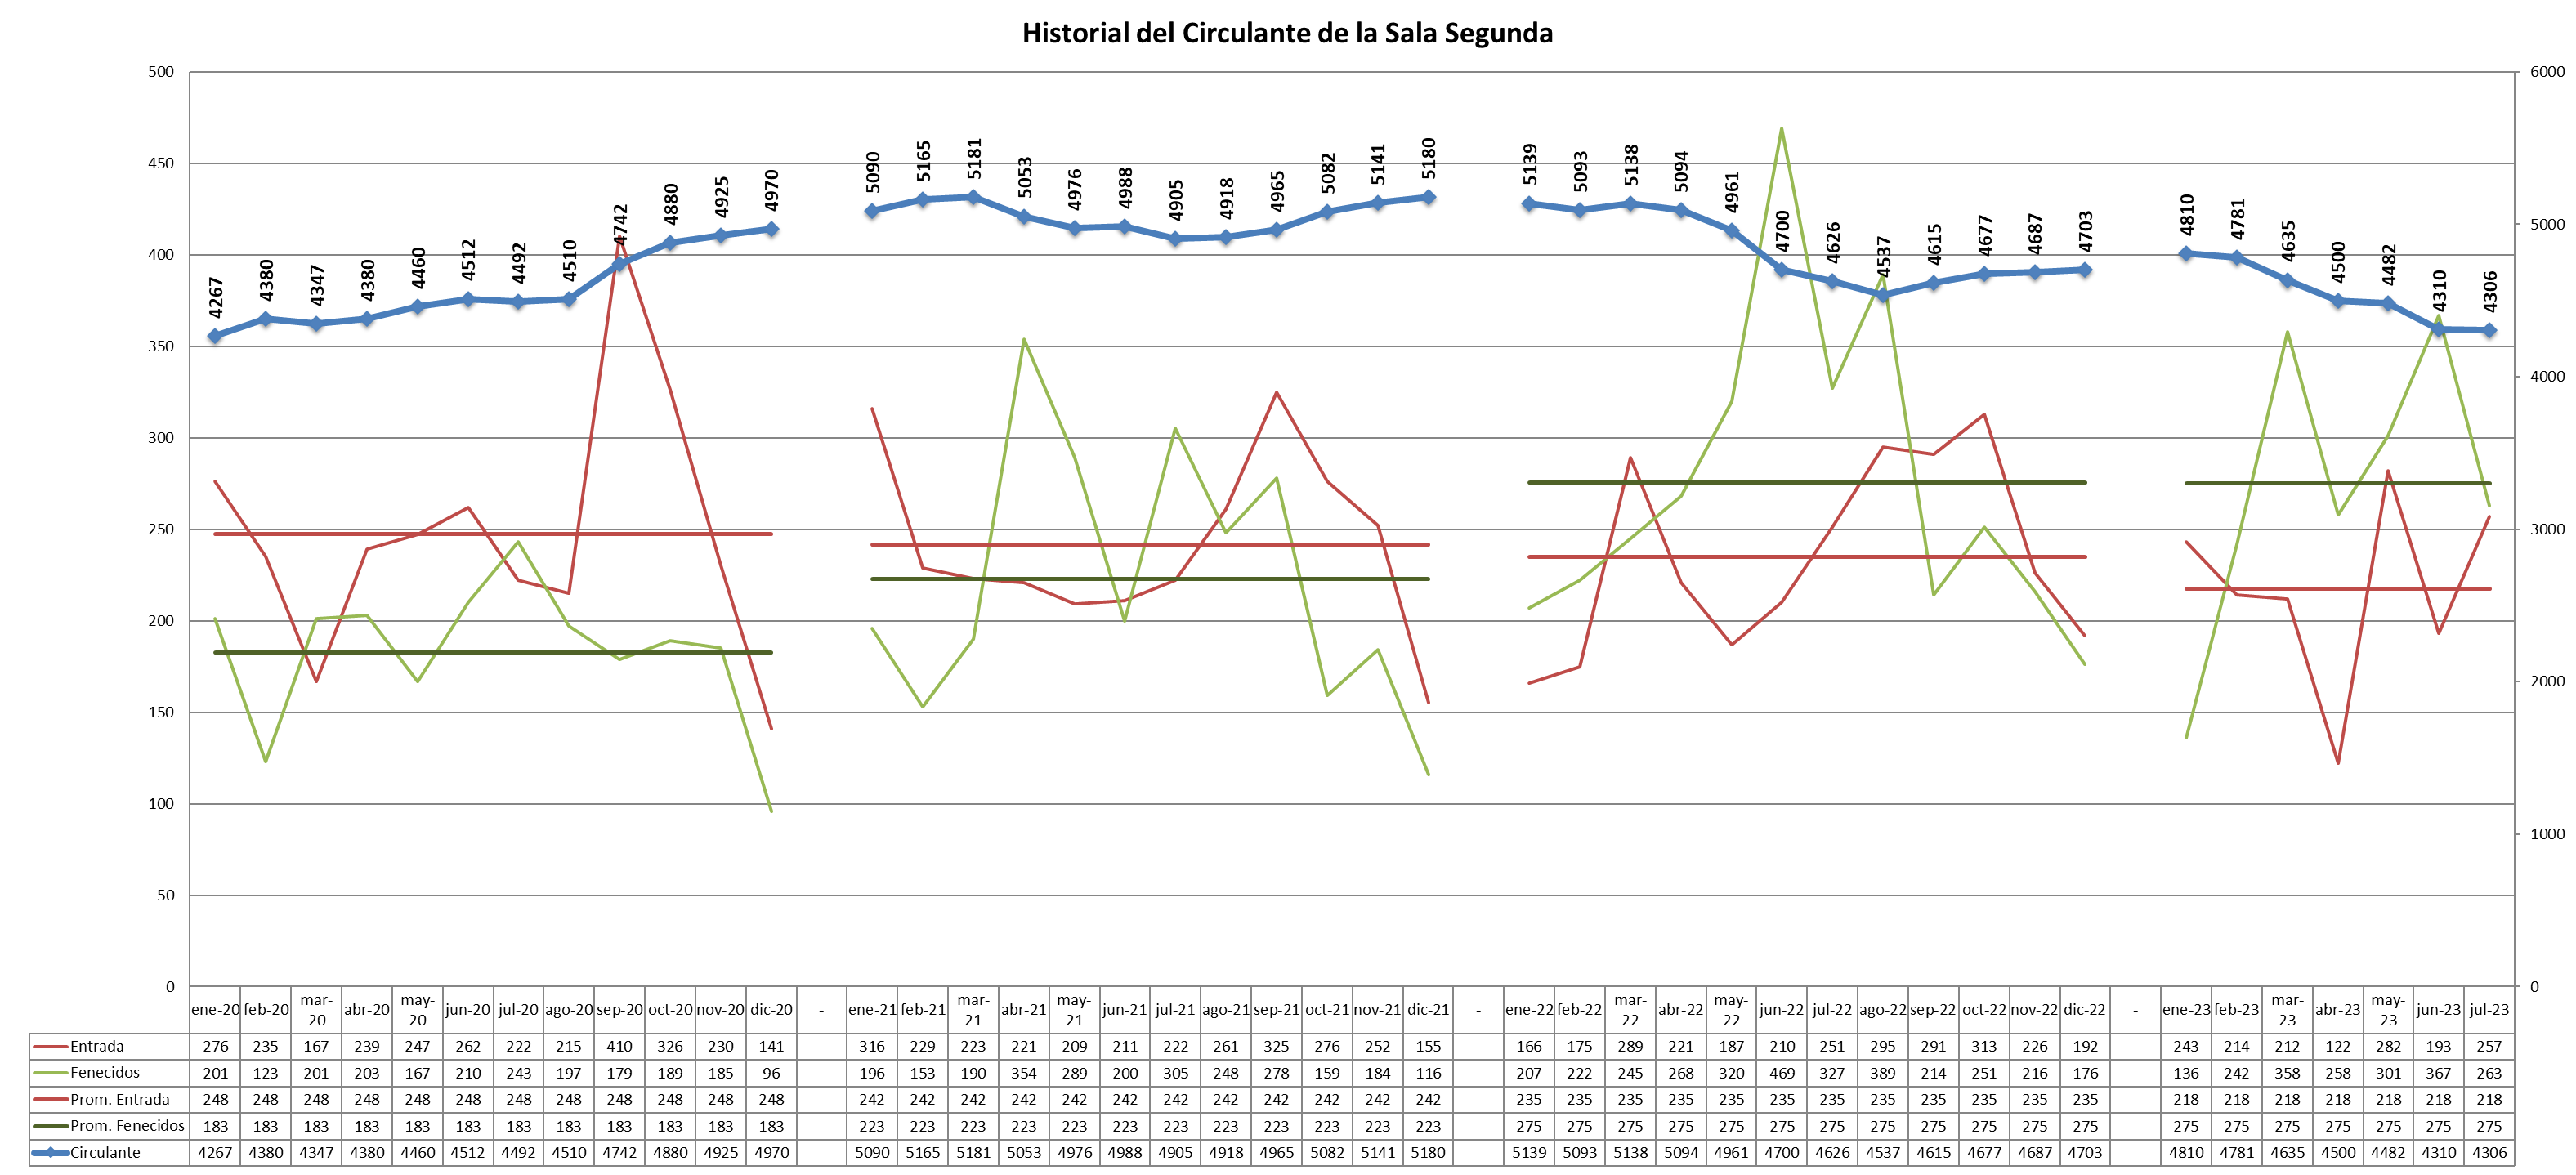 Historial del Circulante de la Sala Segunda
500 6000
450
400 5000
350 4000
300
250 3000
200 2000
150
100 1000
50
0 0
4267 4380 4347 4380 4460 4512 4492 4510 4742 4880 4925 4970 5090 5165 5181 5053 4976 4988 4905 4918 4965 5082 5141 5180 5139 5093 5138 5094 4961 4700 4626 4537 4615 4677 4687 4703 4810 4781 4635 4500 4482 4310 4306
ene-20 feb-20 mar-20 abr-20 may-20 jun-20 jul-20 ago-20 sep-20 oct-20 nov-20 dic-20 - ene-21 feb-21 mar-21 abr-21 may-21 jun-21 jul-21 ago-21 sep-21 oct-21 nov-21 dic-21 - ene-22 feb-22 mar-22 abr-22 may-22 jun-22 jul-22 ago-22 sep-22 oct-22 nov-22 dic-22 - ene-23 feb-23 mar-23 abr-23 may-23 jun-23 jul-23
Entrada 276 235 167 239 247 262 222 215 410 326 230 141 316 229 223 221 209 211 222 261 325 276 252 155 166 175 289 221 187 210 251 295 291 313 226 192 243 214 212 122 282 193 257
Fenecidos 201 123 201 203 167 210 243 197 179 189 185 96 196 153 190 354 289 200 305 248 278 159 184 116 207 222 245 268 320 469 327 389 214 251 216 176 136 242 358 258 301 367 263
Prom. Entrada 248 248 248 248 248 248 248 248 248 248 248 248 242 242 242 242 242 242 242 242 242 242 242 242 235 235 235 235 235 235 235 235 235 235 235 235 218 218 218 218 218 218 218
Prom. Fenecidos 183 183 183 183 183 183 183 183 183 183 183 183 223 223 223 223 223 223 223 223 223 223 223 223 275 275 275 275 275 275 275 275 275 275 275 275 275 275 275 275 275 275 275
Circulante 4267 4380 4347 4380 4460 4512 4492 4510 4742 4880 4925 4970 5090 5165 5181 5053 4976 4988 4905 4918 4965 5082 5141 5180 5139 5093 5138 5094 4961 4700 4626 4537 4615 4677 4687 4703 4810 4781 4635 4500 4482 4310 4306